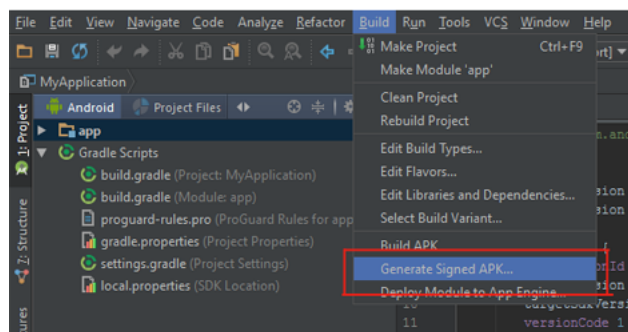 File Edit View Navigate Code Analyze Refactor Build Run Tools VCS Window Help
Make Project Ctrl+F9
Make Module 'app'
Clean Project
Rebuild Project
Edit Build Types...
Edit Flavors...
Edit Libraries and Dependencies...
Select Build Variant...
Build APK
Generate Signed APK...
Deploy Module to App Engine...
MyApplication
Android Project Files
app
Gradle Scripts
build.gradle (Project: MyApplication)
build.gradle (Module: app)
proguard-rules.pro (ProGuard Rules for app
gradle.properties (Project Properties)
settings.gradle (Project Settings)
local.properties (SDK Location)
1: Project
7: Structure
11 versionCode 1